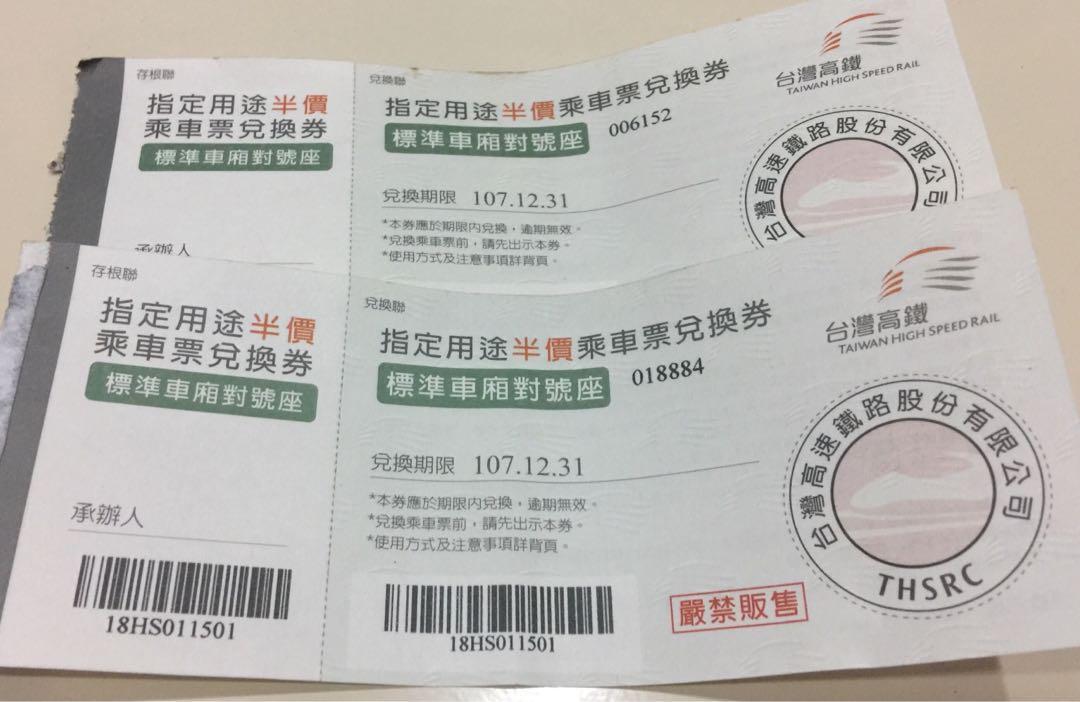 存根聯
指定用途半價
乘車票兌換券
標準車廂對號座
承辦人
兌換聯
指定用途半價乘車票兌換券
標準車廂對號座
006152
兌換期限 107.12.31
*本券應於期限內兌換，逾期無效。
*兌換乘車票前，請先出示本券。
*使用方式及注意事項詳背頁。
台灣高鐵
TAIWAN HIGH SPEED RAIL
台灣高速鐵路股份有限公司
存根聯
指定用途半價
乘車票兌換券
標準車廂對號座
承辦人
18HS011501
兌換聯
指定用途半價乘車票兌換券
標準車廂對號座
018884
兌換期限 107.12.31
*本券應於期限內兌換，逾期無效。
*兌換乘車票前，請先出示本券。
*使用方式及注意事項詳背頁。
18HS011501
嚴禁販售
台灣高鐵
TAIWAN HIGH SPEED RAIL
台灣高速鐵路股份有限公司
THSRC